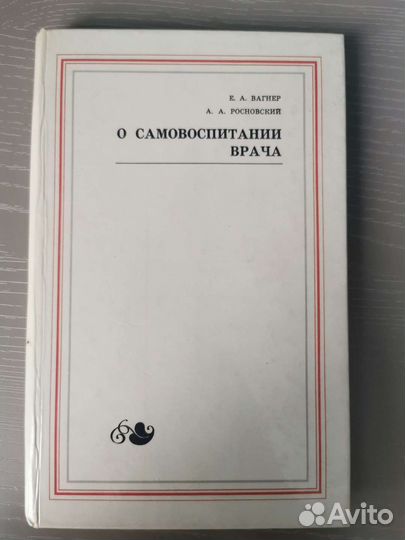 Е. А. ВАГНЕР
А. А. РОСНОВСКИЙ
О САМОВОСПИТАНИИ
ВРАЧА
Avito